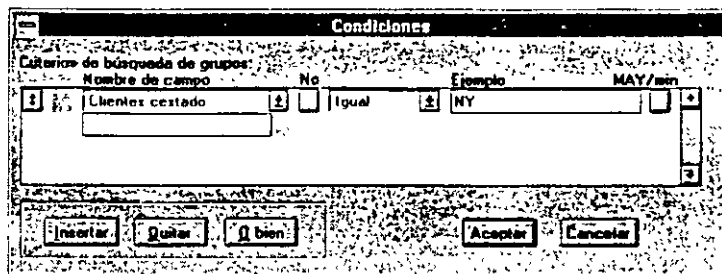 Condiciones
Criterios de búsqueda de grupos:
Nombre de campo No Ejemplo MAY/min
Clientes cestado Igual NY
Insertar Quitar O bien Aceptar Cancelar